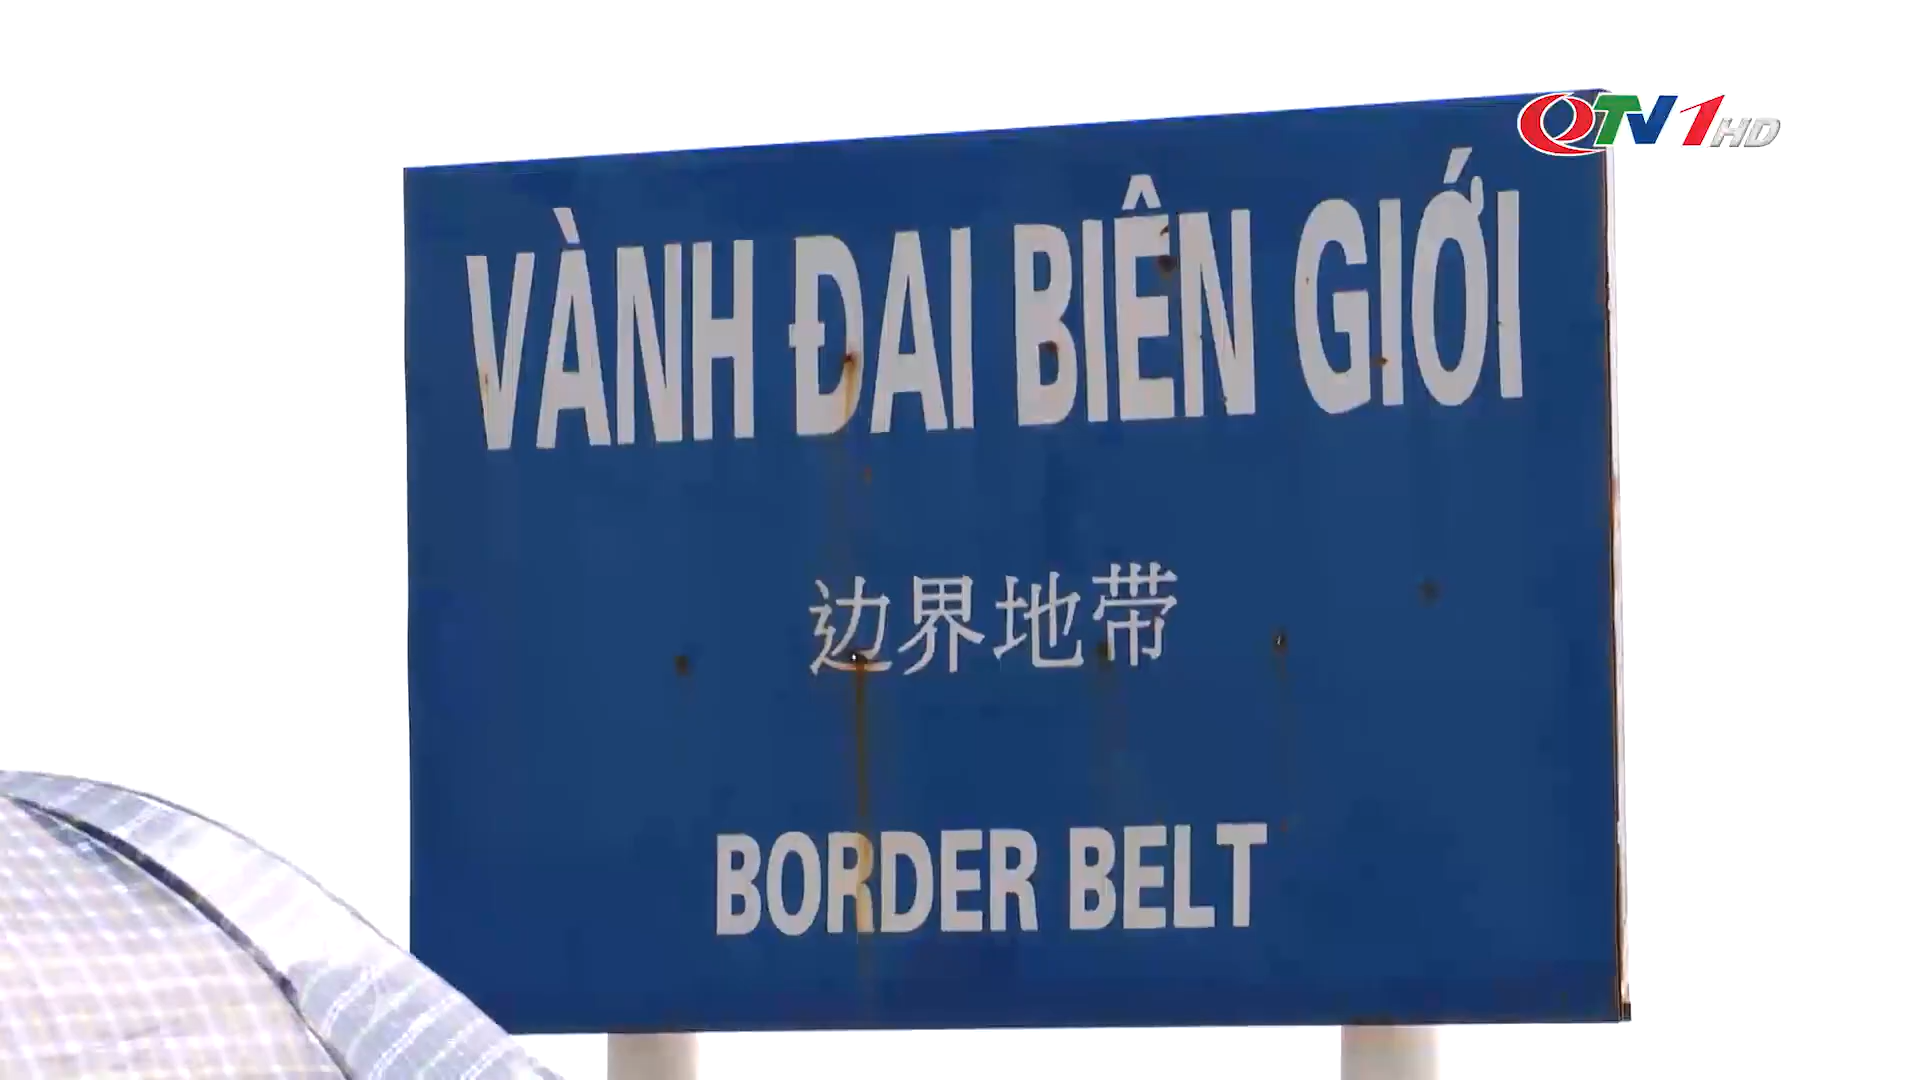 QTV1HD
VÀNH ĐAI BIÊN GIỚI
边界地带
BORDER BELT